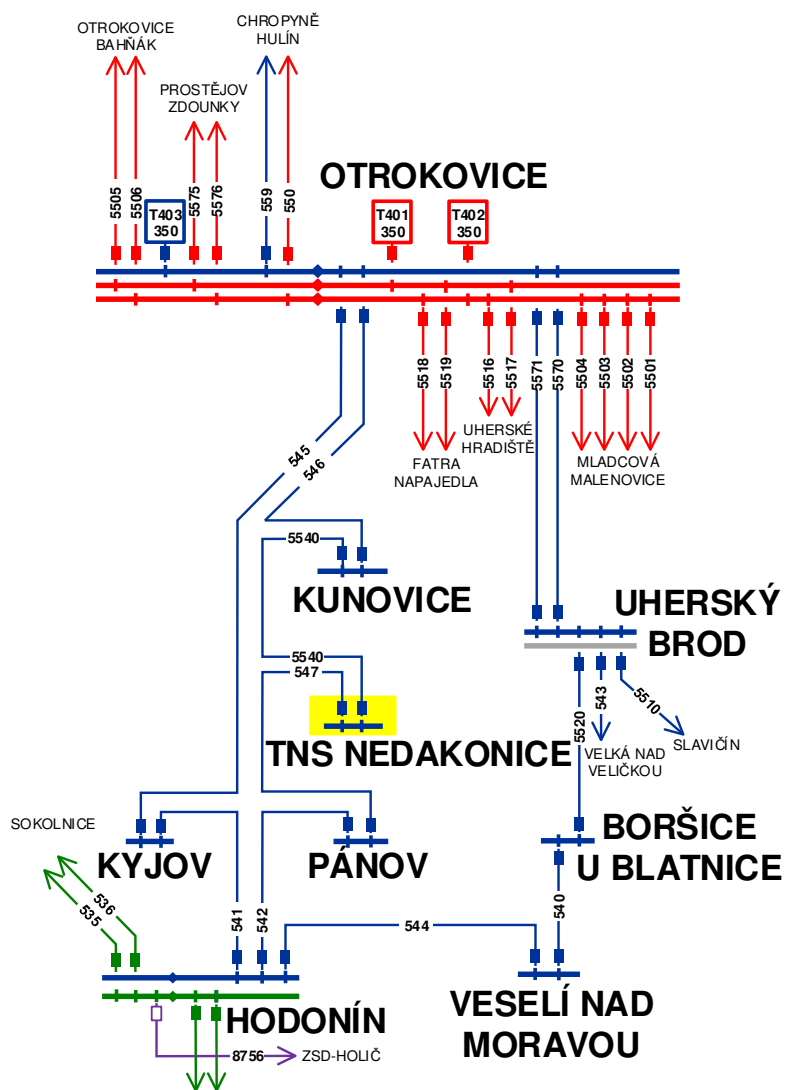 OTROKOVICE
BAHŇÁK
CHROPYNĚ
HULÍN
PROSTĚJOV
ZDOUNKY
OTROKOVICE
5505
5506
T403
350
5575
5576
559
550
T401
350
T402
350
5518
5519
5516
5517
5571
5570
5504
5503
5502
5501
UHERSKÉ
HRADIŠTĚ
FATRA
NAPAJEDLA
MLADCOVÁ
MALENOVICE
545
546
5540
KUNOVICE
UHERSKÝ
BROD
5540
547
TNS NEDAKONICE
5520
543
5510
VELKÁ NAD
VELIČKOU
SLAVIČÍN
SOKOLNICE
KYJOV
PÁNOV
BORŠICE
U BLATNICE
535
536
541
542
544
540
HODONÍN
VESELÍ NAD
MORAVOU
8756
ZSD-HOLIČ